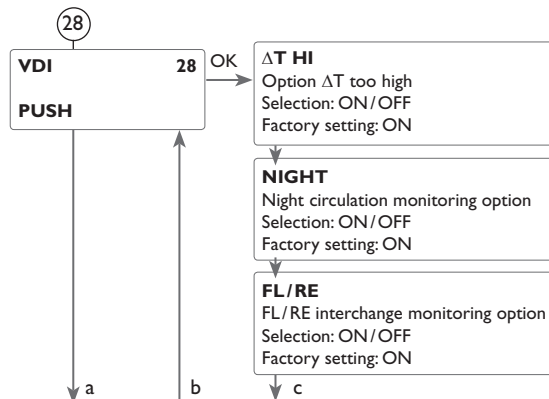 28
VDI 28
PUSH
OK
ΔT HI
Option ΔT too high
Selection: ON/OFF
Factory setting: ON
NIGHT
Night circulation monitoring option
Selection: ON/OFF
Factory setting: ON
FL/RE
FL/RE interchange monitoring option
Selection: ON/OFF
Factory setting: ON
a b c